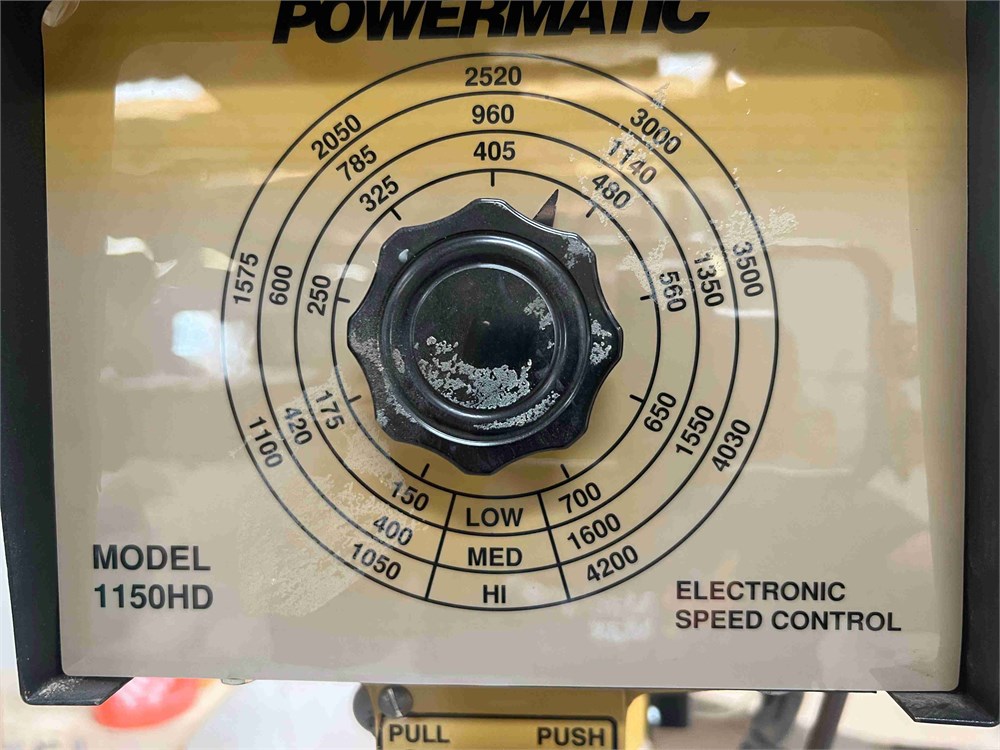 POWERMATIC
2520
2050 3000
960
785 1140
405
325 480
1575 600 250 560 1350 3500
1100 420 175 650 1550 4030
150 LOW 700
400 MED 1600
1050 HI 4200
MODEL
1150HD
ELECTRONIC
SPEED CONTROL
PULL PUSH